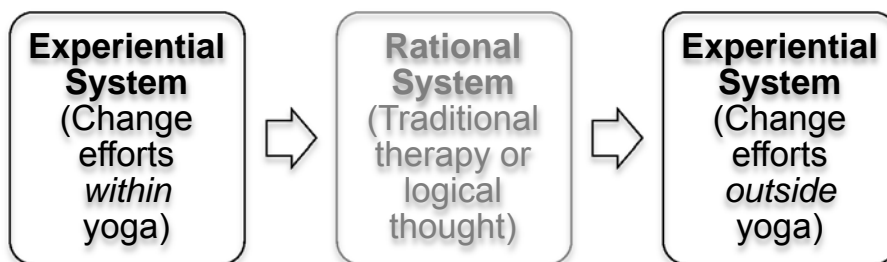 Experiential
System
(Change
efforts
within
yoga)
Rational
System
(Traditional
therapy or
logical
thought)
Experiential
System
(Change
efforts
outside
yoga)